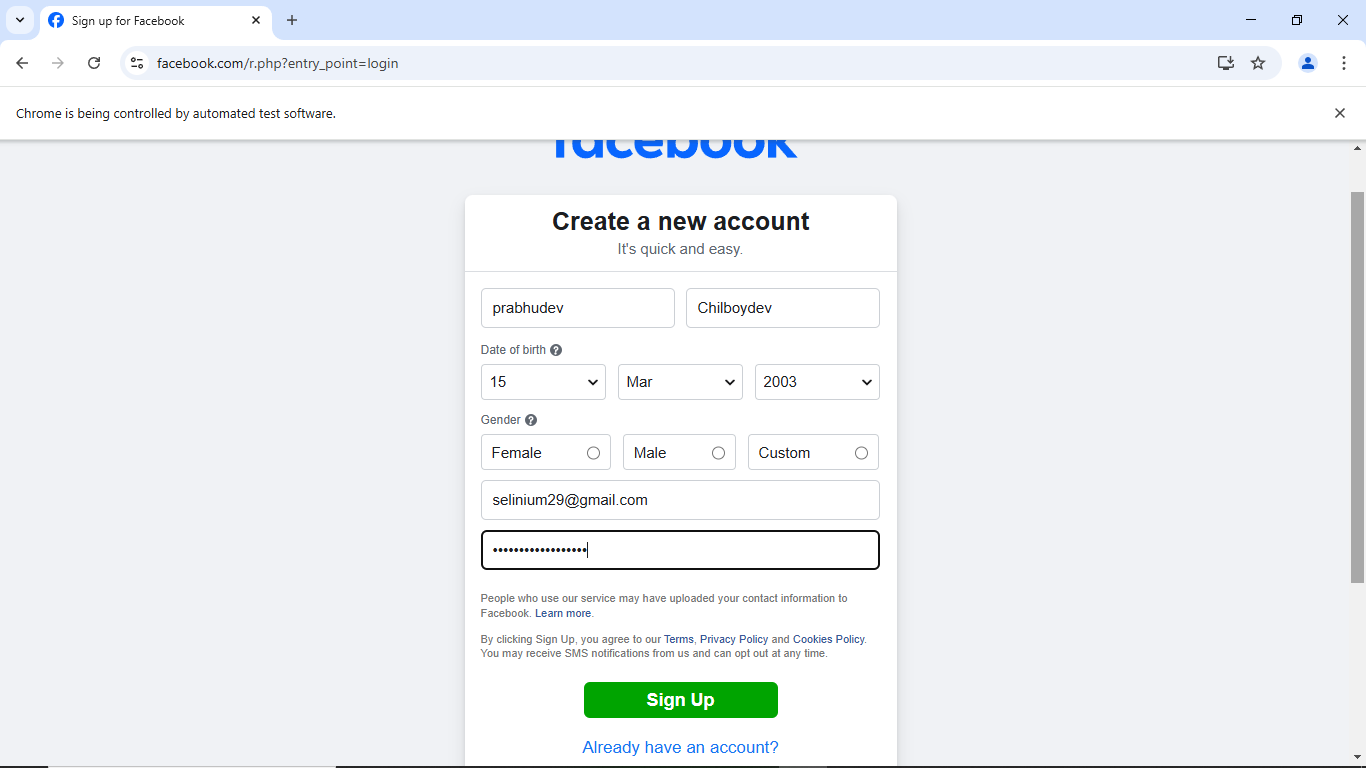 Sign up for Facebook
facebook.com/r.php?entry_point=login
Chrome is being controlled by automated test software.
facebook
Create a new account
It's quick and easy.
prabhudev Chilboydev
Date of birth ?
15 Mar 2003
Gender ?
Female Male Custom
selinium29@gmail.com
••••••••••••••••••
People who use our service may have uploaded your contact information to
Facebook. Learn more.
By clicking Sign Up, you agree to our Terms, Privacy Policy and Cookies Policy.
You may receive SMS notifications from us and can opt out at any time.
Sign Up
Already have an account?